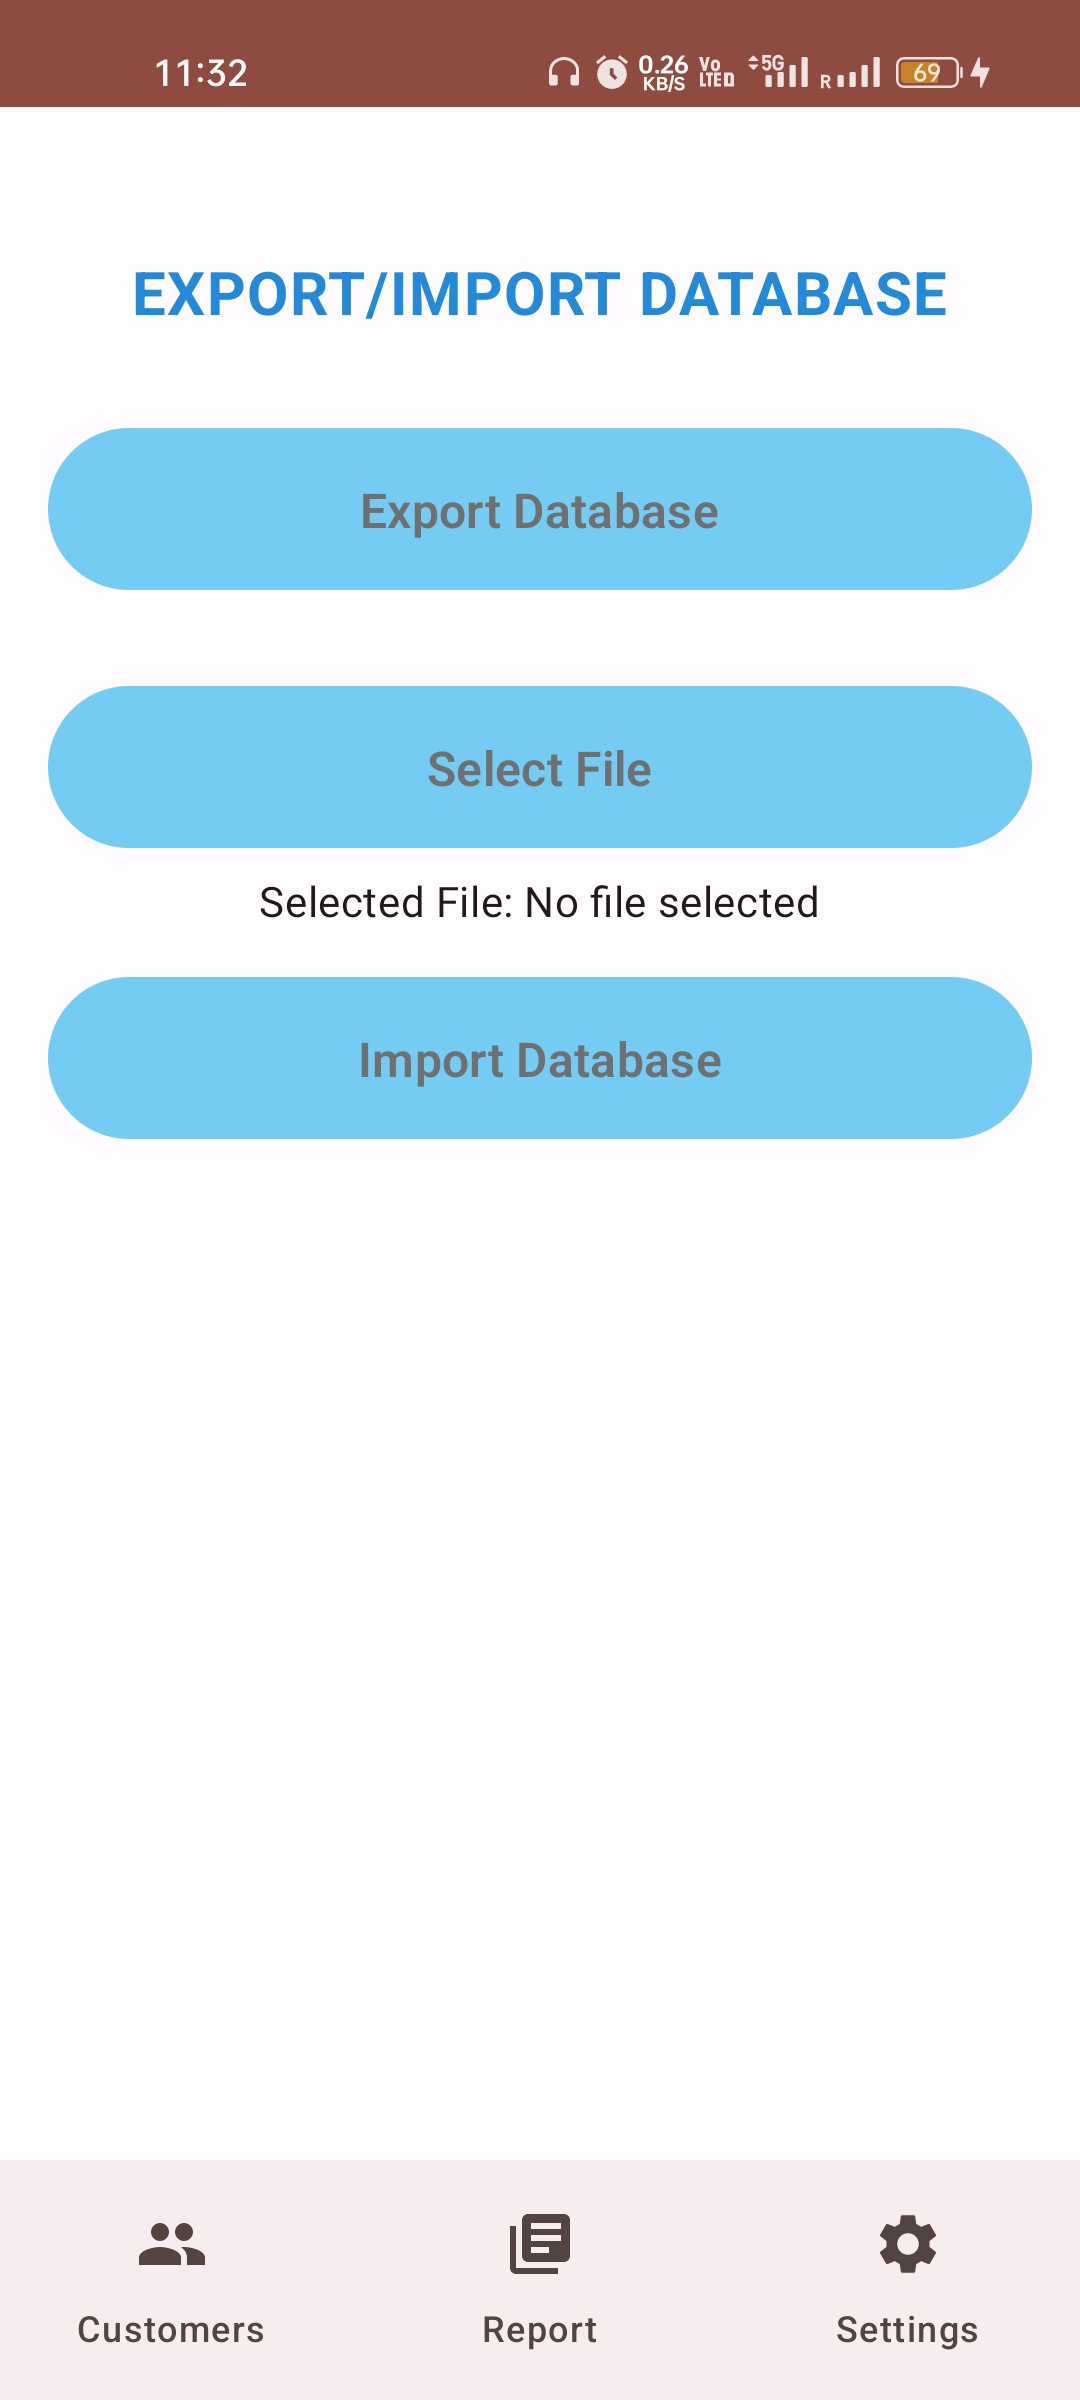 11:32
0.26
KB/S
Vo
LTE D
5G
R
69
EXPORT/IMPORT DATABASE
Export Database
Select File
Selected File: No file selected
Import Database
Customers
Report
Settings